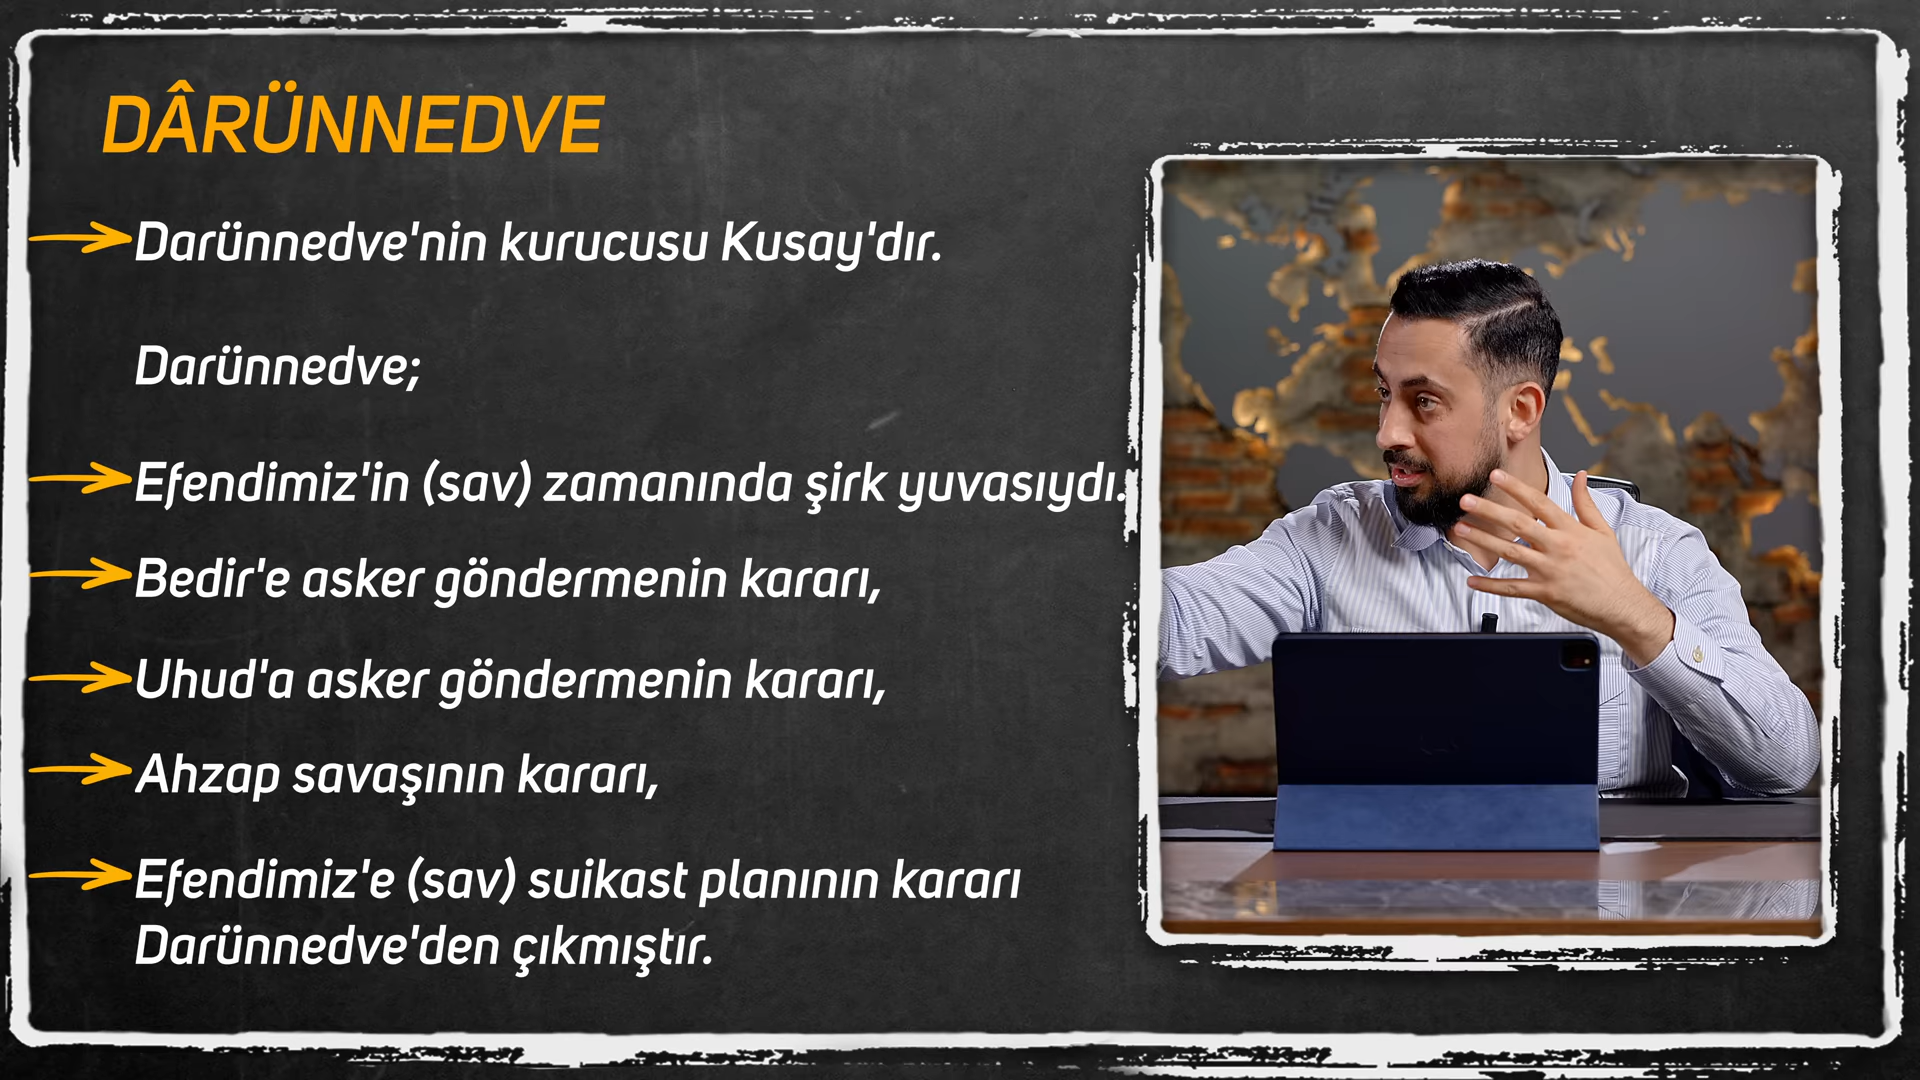 DÂRÜNNEDVE
Darünnedve'nin kurucusu Kusay'dır.
Darünnedve;
Efendimiz'in (sav) zamanında şirk yuvasıydı.
Bedir'e asker göndermenin kararı,
Uhud'a asker göndermenin kararı,
Ahzap savaşının kararı,
Efendimiz'e (sav) suikast planının kararı
Darünnedve'den çıkmıştır.